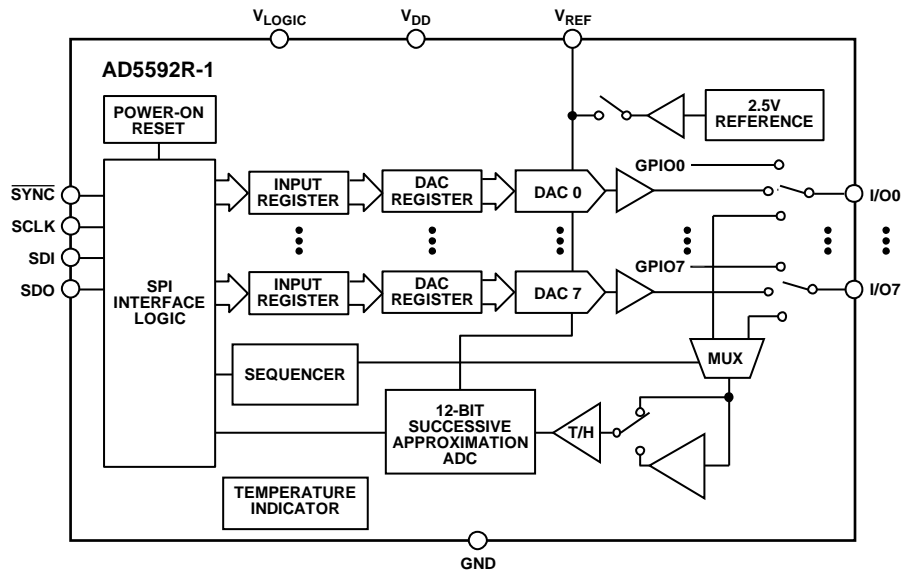 VLOGIC
VDD
VREF
AD5592R-1
POWER-ON
RESET
2.5V
REFERENCE
SYNC
SCLK
SDI
SDO
SPI
INTERFACE
LOGIC
INPUT
REGISTER
DAC
REGISTER
DAC 0
GPIO0
I/O0
INPUT
REGISTER
DAC
REGISTER
DAC 7
GPIO7
I/O7
SEQUENCER
MUX
12-BIT
SUCCESSIVE
APPROXIMATION
ADC
T/H
TEMPERATURE
INDICATOR
GND